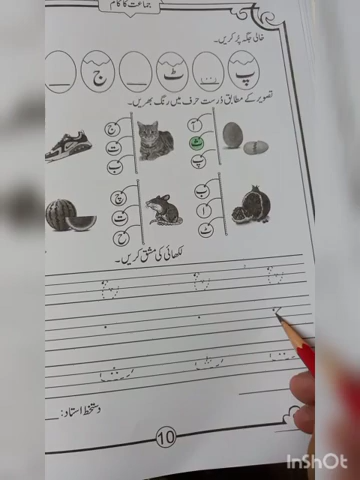 جماعت کا کام
خالی جگہ پُر کریں۔
پ ٹ ج
تصویر کے مطابق درست حرف میں رنگ بھریں۔
آ ث پ
ج ت ب
ب ا ث
چ ت ح
لکھائی کی مشق کریں۔
دستخط استاد:
10
InShOt